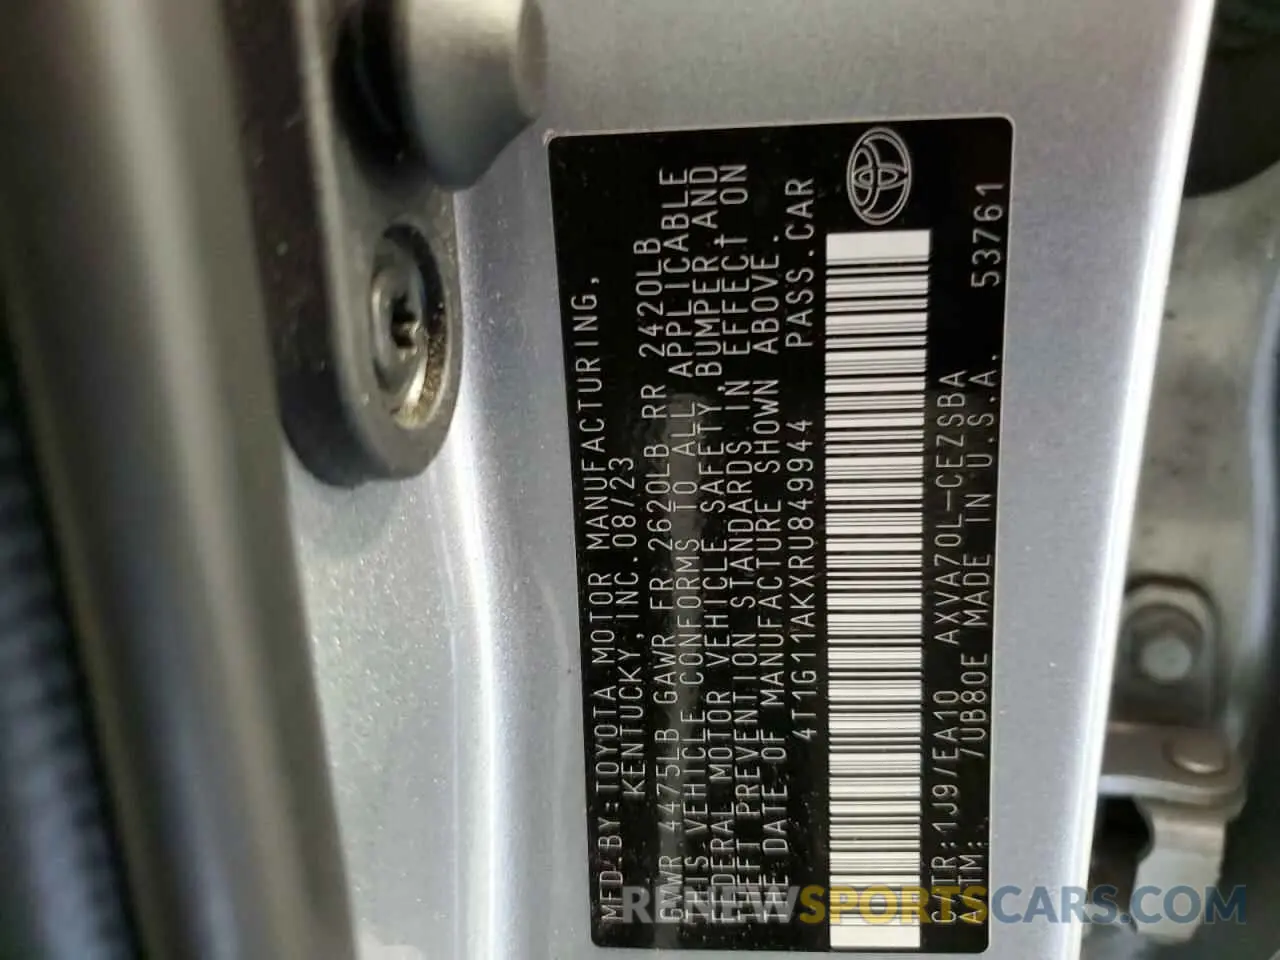 MFD.BY:TOYOTA MOTOR MANUFACTURING,
KENTUCKY,INC.08/23
GVWR 4475LB GAWR FR 2620LB RR 2420LB
THIS VEHICLE CONFORMS TO ALL APPLICABLE
FEDERAL MOTOR VEHICLE SAFETY,BUMPER,AND
THEFT PREVENTION STANDARDS IN EFFECT ON
THE DATE OF MANUFACTURE SHOWN ABOVE.
4T1G11AKXRU849944 PASS.CAR
C/TR:1J9/EA10 AXVA70L-CEZSBA
A/TM: /UB80E MADE IN U.S.A. 53761
RENEWSPORTSCARS.COM